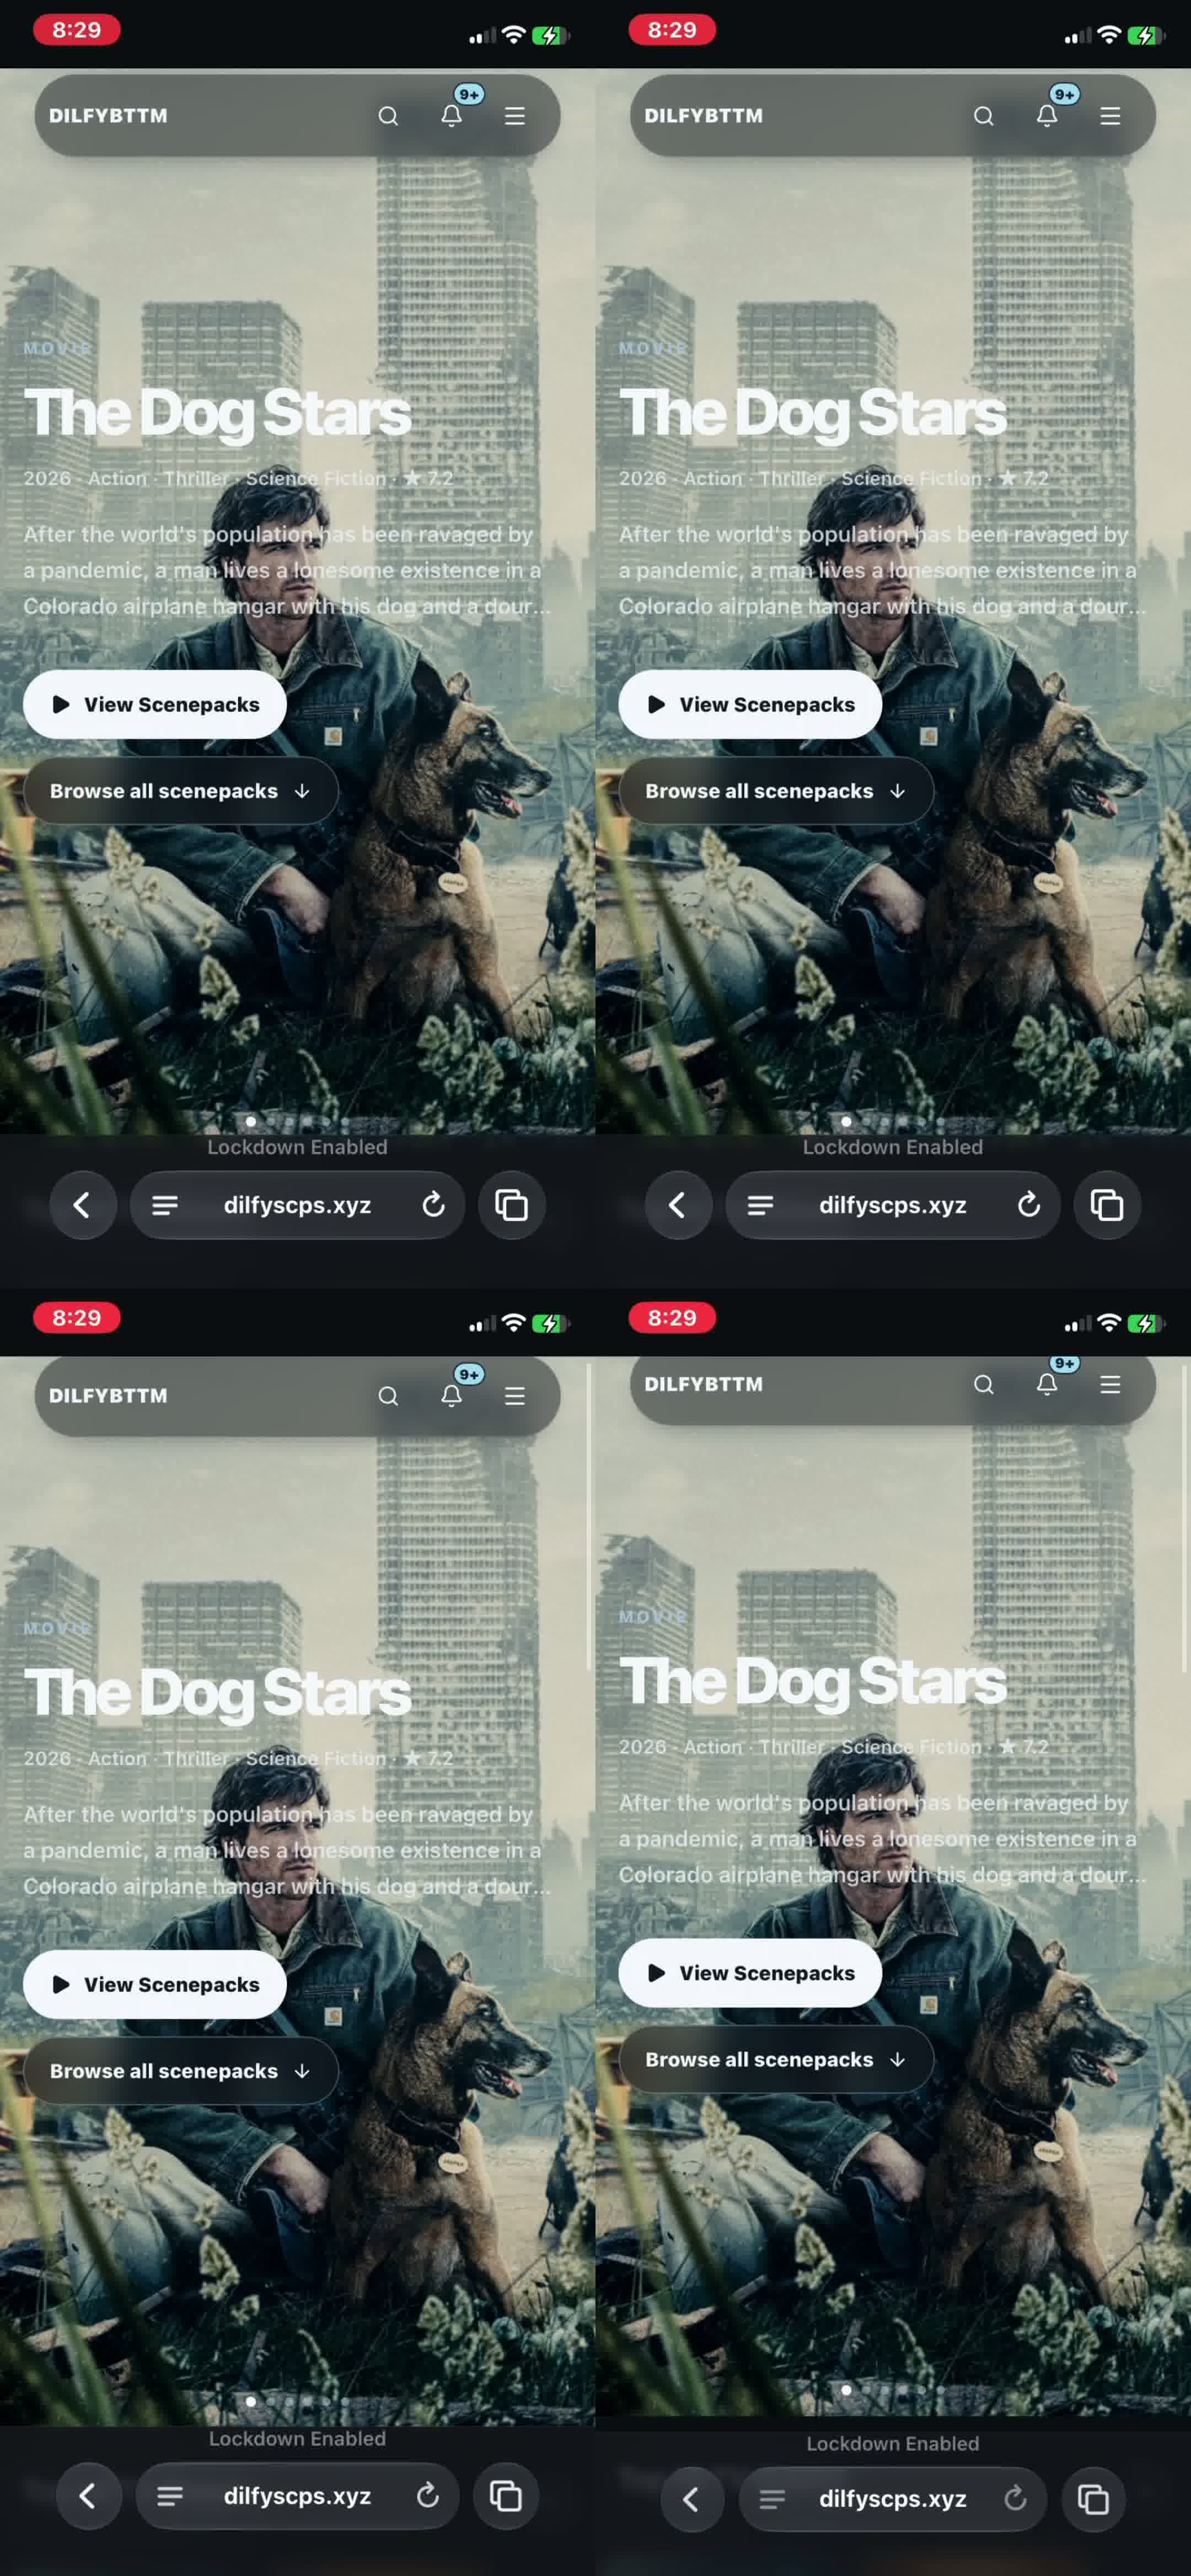 8:29
9+
DILFYBTTM
MOVIE
The Dog Stars
2026 · Action · Thriller · Science Fiction · ★ 7.2
After the world's population has been ravaged by
a pandemic, a man lives a lonesome existence in a
Colorado airplane hangar with his dog and a dour...
View Scenepacks
Browse all scenepacks ↓
Lockdown Enabled
dilfyscps.xyz
8:29
9+
DILFYBTTM
MOVIE
The Dog Stars
2026 · Action · Thriller · Science Fiction · ★ 7.2
After the world's population has been ravaged by
a pandemic, a man lives a lonesome existence in a
Colorado airplane hangar with his dog and a dour...
View Scenepacks
Browse all scenepacks ↓
Lockdown Enabled
dilfyscps.xyz
8:29
9+
DILFYBTTM
MOVIE
The Dog Stars
2026 · Action · Thriller · Science Fiction · ★ 7.2
After the world's population has been ravaged by
a pandemic, a man lives a lonesome existence in a
Colorado airplane hangar with his dog and a dour...
View Scenepacks
Browse all scenepacks ↓
Lockdown Enabled
dilfyscps.xyz
8:29
9+
DILFYBTTM
MOVIE
The Dog Stars
2026 · Action · Thriller · Science Fiction · ★ 7.2
After the world's population has been ravaged by
a pandemic, a man lives a lonesome existence in a
Colorado airplane hangar with his dog and a dour...
View Scenepacks
Browse all scenepacks ↓
Lockdown Enabled
dilfyscps.xyz